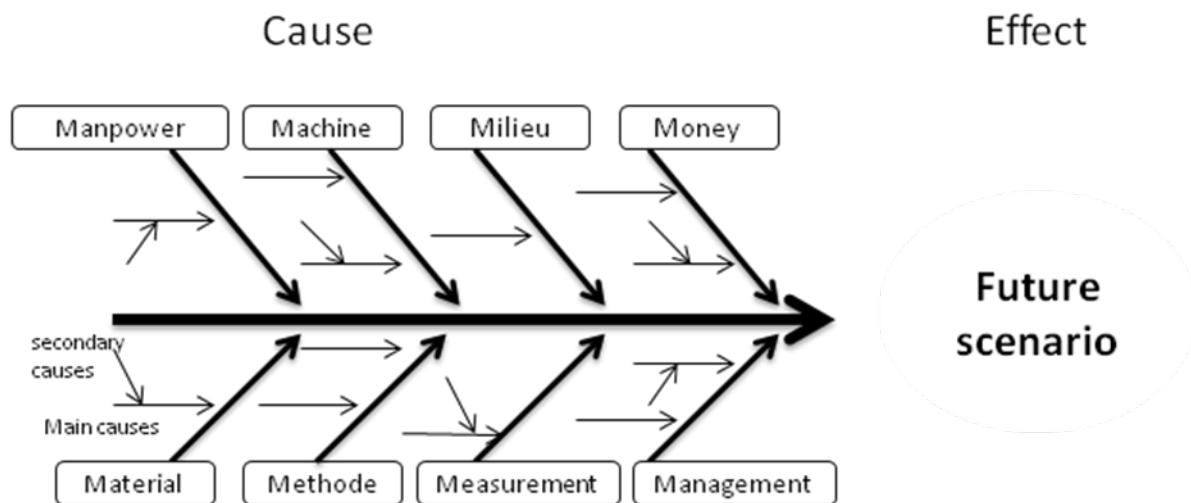 Cause
Effect
Manpower
Machine
Milieu
Money
Future
scenario
secondary
causes
Main causes
Material
Methode
Measurement
Management